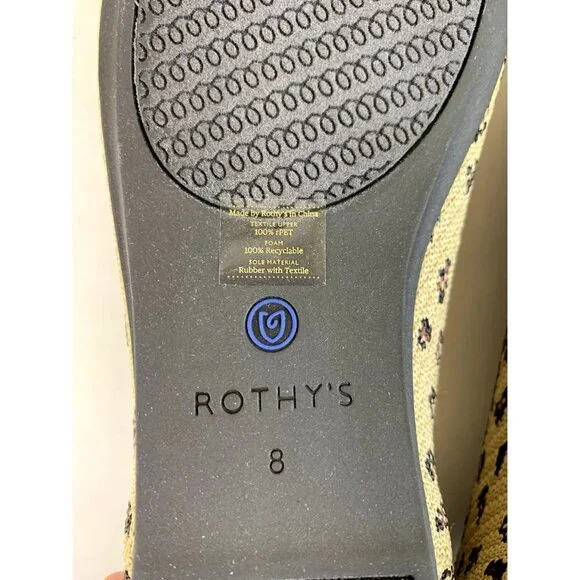 Made by Rothy's in China
TEXTILE UPPER
100% rPET
FOAM
100% Recyclable
SOLE MATERIAL
Rubber with Textile
ROTHY'S
8